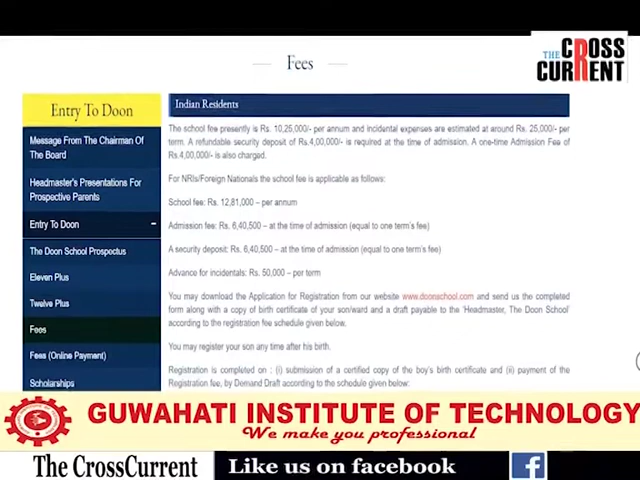 THE CROSS
CURRENT
Fees
Entry To Doon
Message From The Chairman Of
The Board
Headmaster's Presentations For
Prospective Parents
Entry To Doon
The Doon School Prospectus
Eleven Plus
Twelve Plus
Fees
Fees (Online Payment)
Scholarships
Indian Residents
The school fee presently is Rs. 10,25,000/- per annum and incidental expenses are estimated at around Rs. 25,000/- per
term. A refundable security deposit of Rs.4,00,000/- is required at the time of admission. A one-time Admission Fee of
Rs.4,00,000/- is also charged.
For NRIs/Foreign Nationals the school fee is applicable as follows:
School fee: Rs. 12,81,000 – per annum
Admission fee: Rs. 6,40,500 – at the time of admission (equal to one term's fee)
A security deposit: Rs. 6,40,500 – at the time of admission (equal to one term's fee)
Advance for incidentals: Rs. 50,000 – per term
You may download the Application for Registration from our website www.doonschool.com and send us the completed
form along with a copy of birth certificate of your son/ward and a draft payable to the 'Headmaster, The Doon School'
according to the registration fee schedule given below.
You may register your son any time after his birth.
Registration is completed on : (i) submission of a certified copy of the boy's birth certificate and (ii) payment of the
Registration fee, by Demand Draft according to the schedule given below:
GUWAHATI INSTITUTE OF TECHNOLOGY
We make you professional
The CrossCurrent
Like us on facebook
f